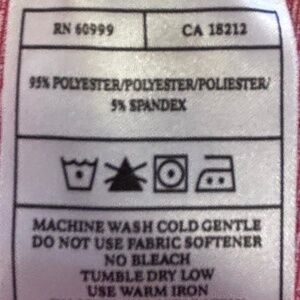 RN 60999
CA 15212
95% POLYESTER/POLYESTER/POLIESTER/
5% SPANDEX
MACHINE WASH COLD GENTLE
DO NOT USE FABRIC SOFTENER
NO BLEACH
TUMBLE DRY LOW
USE WARM IRON